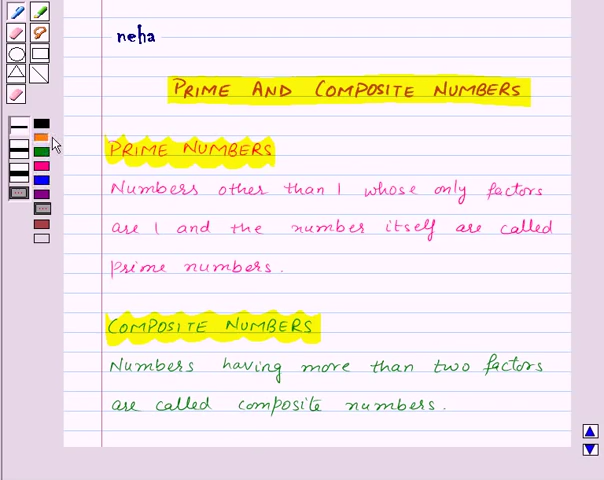 neha
PRIME AND COMPOSITE NUMBERS
PRIME NUMBERS
Numbers other than 1 whose only factors
are 1 and the number itself are called
prime numbers.
COMPOSITE NUMBERS
Numbers having more than two factors
are called composite numbers.